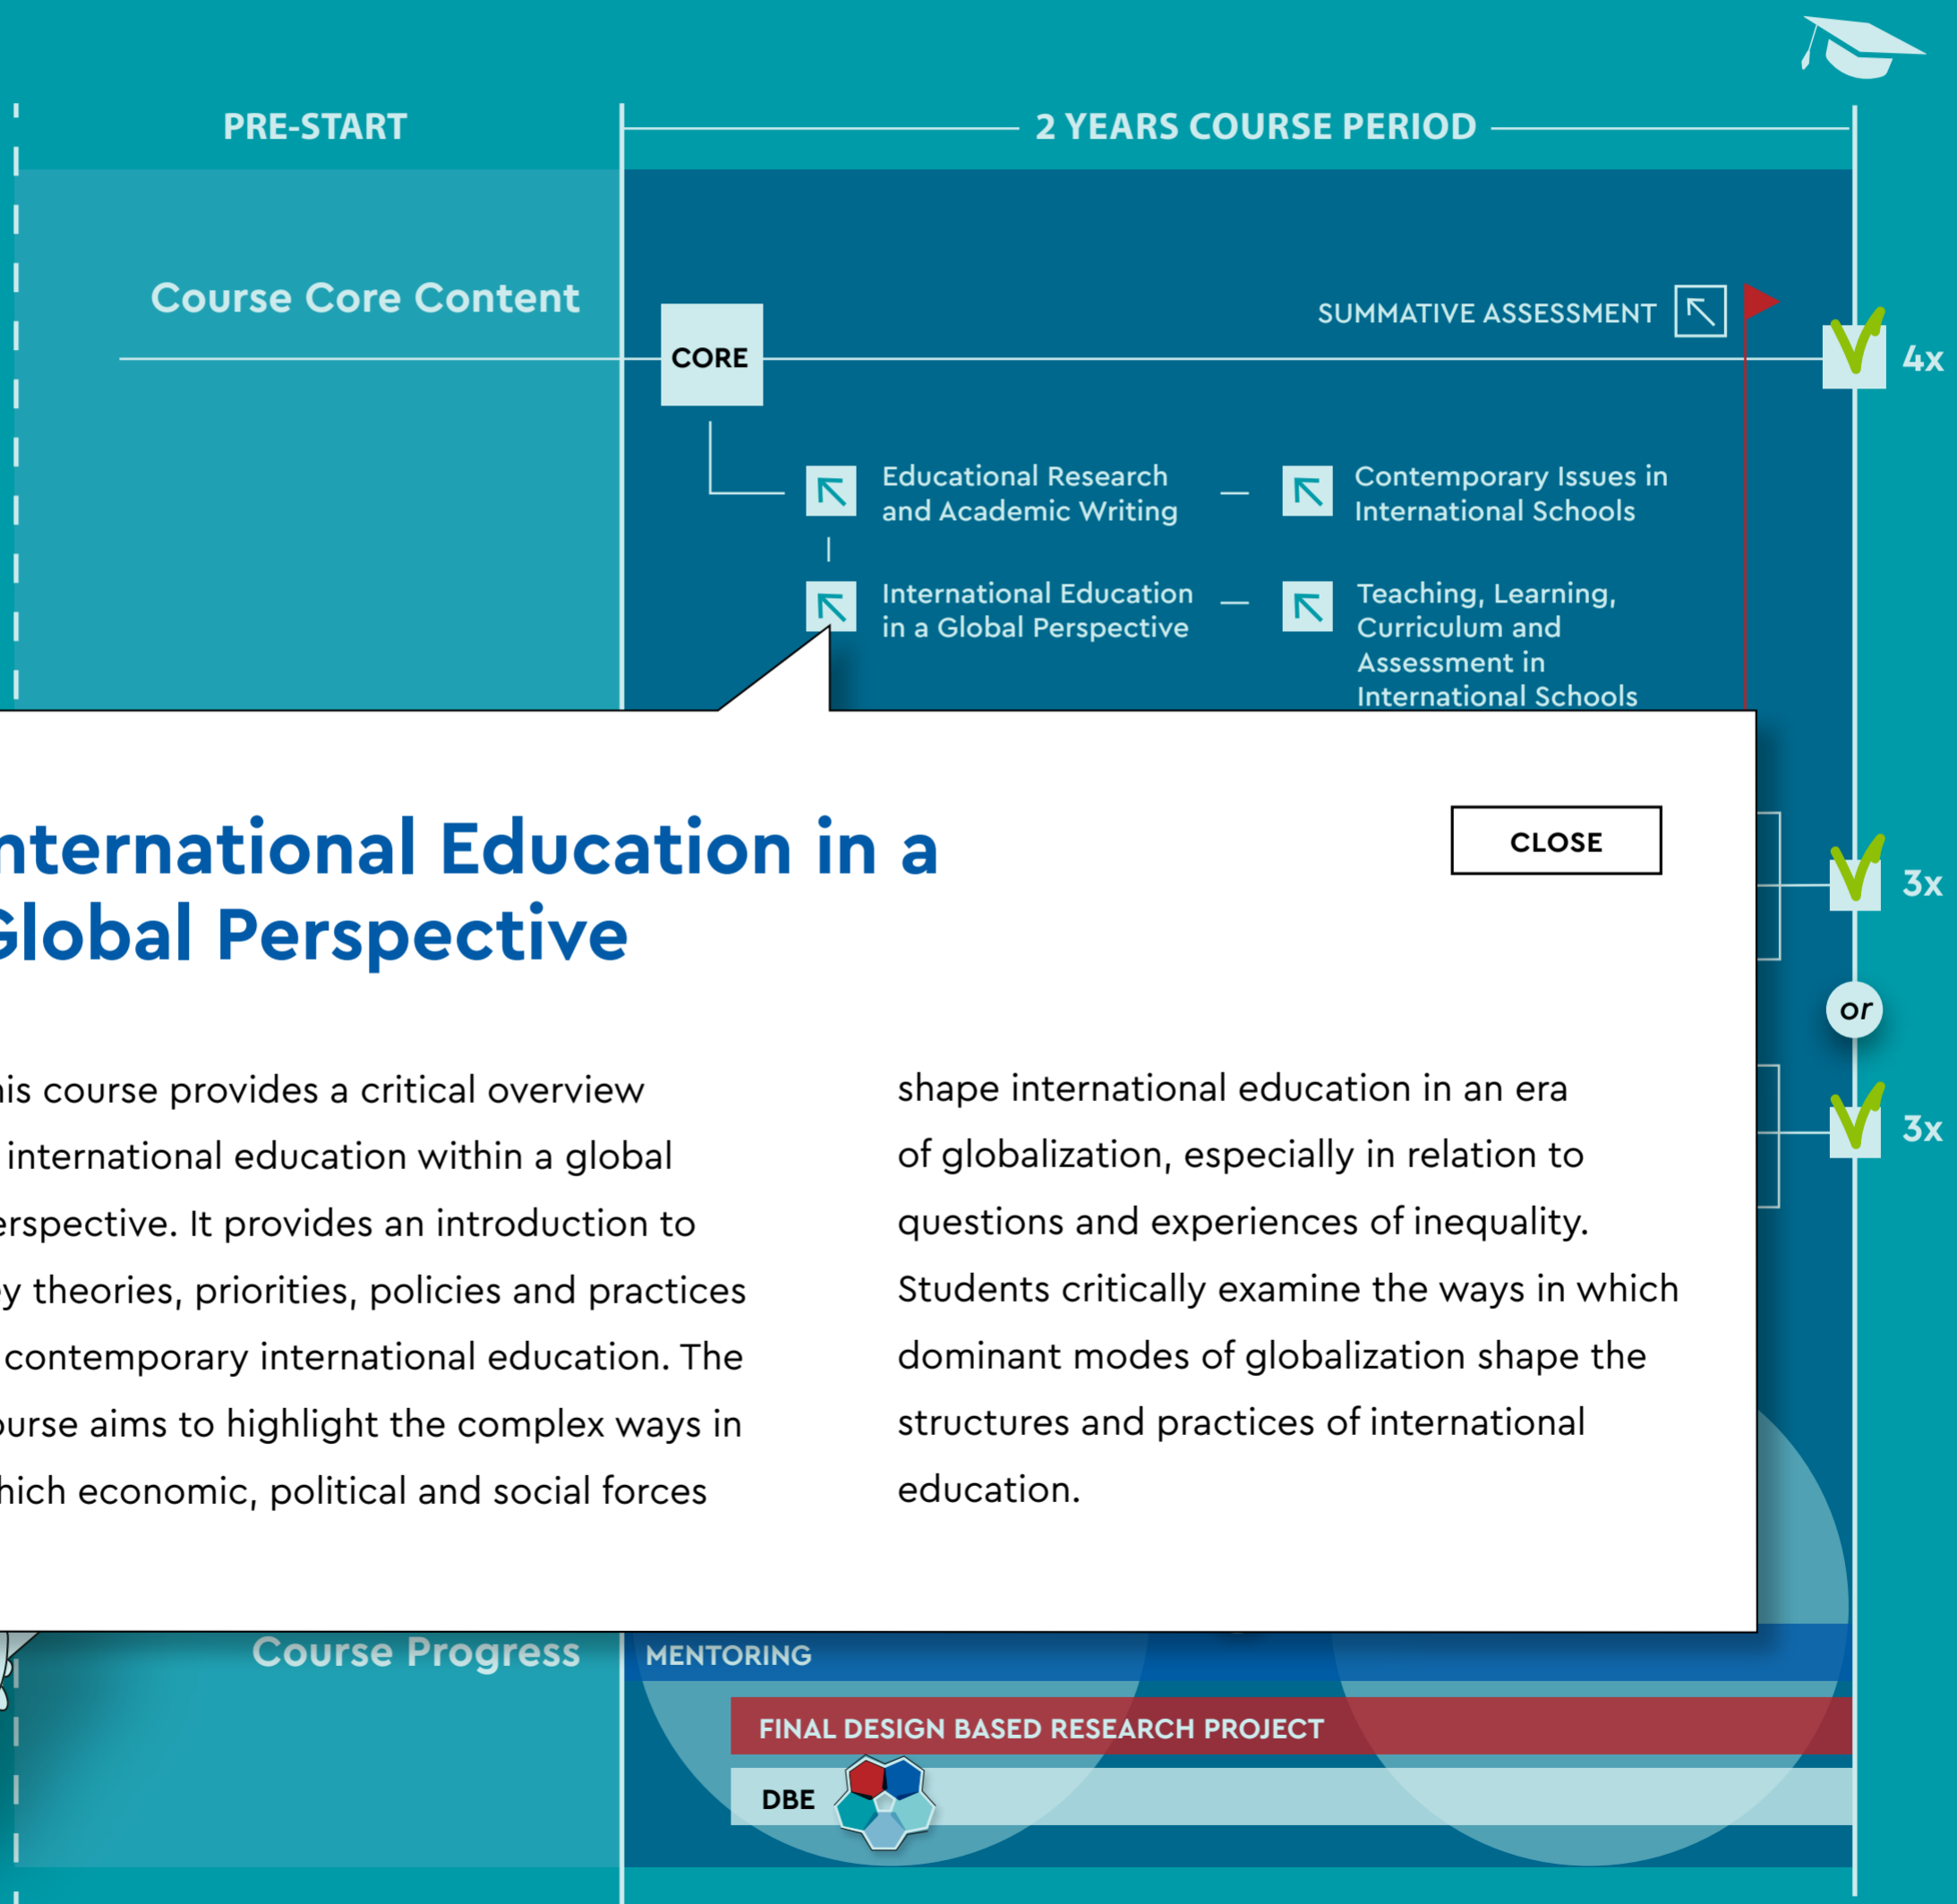 PRE-START
2 YEARS COURSE PERIOD
Course Core Content
SUMMATIVE ASSESSMENT
CORE
4x
Educational Research
and Academic Writing
Contemporary Issues in
International Schools
International Education
in a Global Perspective
Teaching, Learning,
Curriculum and
Assessment in
International Schools
nternational Education in a
Global Perspective
CLOSE
3x
or
3x
his course provides a critical overview
international education within a global
erspective. It provides an introduction to
y theories, priorities, policies and practices
contemporary international education. The
ourse aims to highlight the complex ways in
hich economic, political and social forces
shape international education in an era
of globalization, especially in relation to
questions and experiences of inequality.
Students critically examine the ways in which
dominant modes of globalization shape the
structures and practices of international
education.
Course Progress
MENTORING
FINAL DESIGN BASED RESEARCH PROJECT
DBE